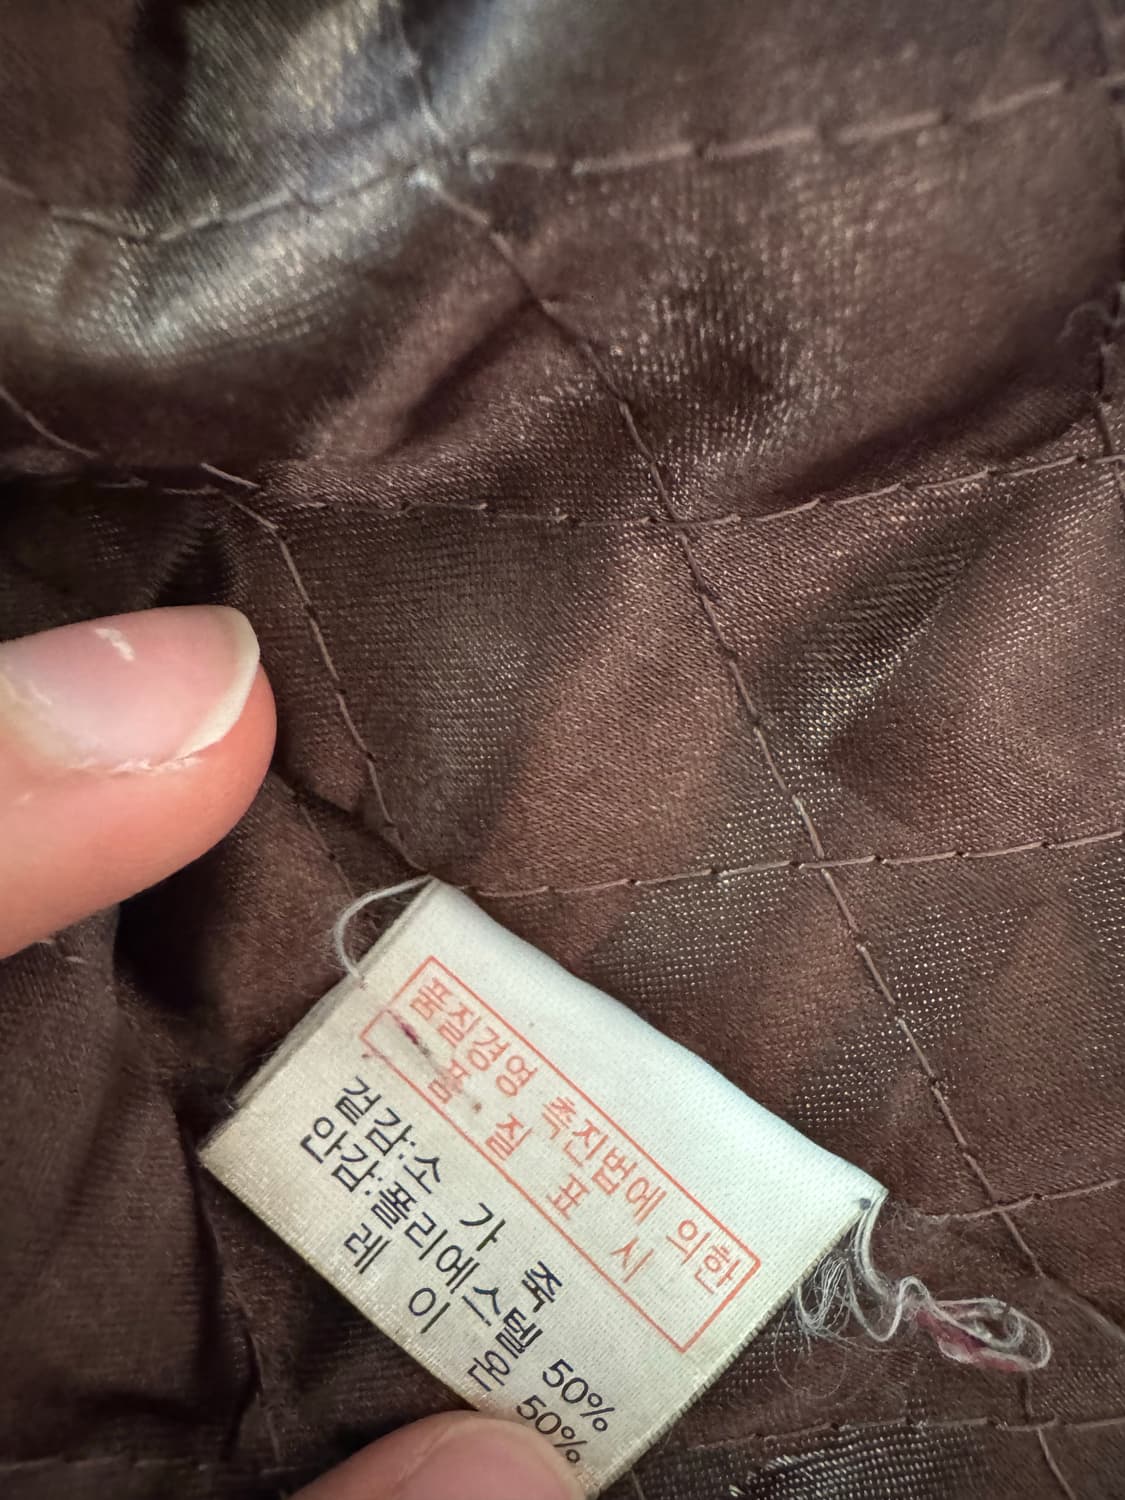 품질경영 촉진법에 의한
품·질 표 시
겉감:소 가 죽
안감:폴리에스텔 50%
레 이 온 50%